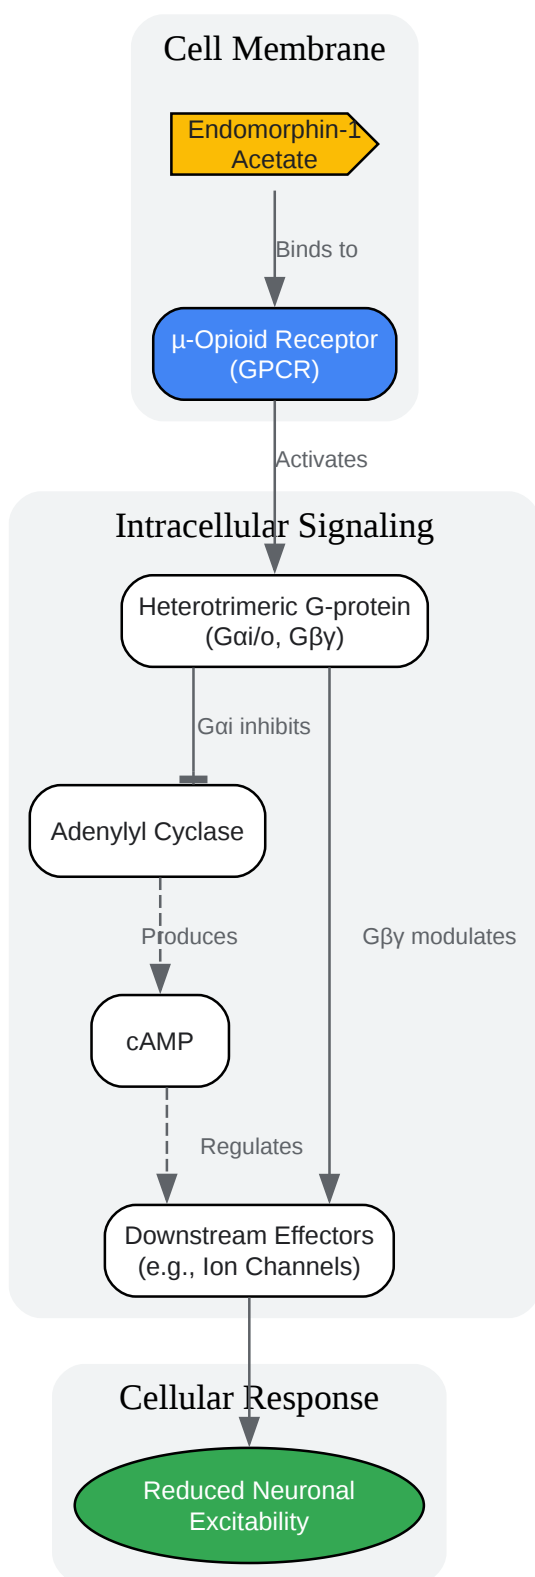 Cell Membrane
Endomorphin-1
Acetate
Binds to
µ-Opioid Receptor
(GPCR)
Activates
Intracellular Signaling
Heterotrimeric G-protein
(Gαi/o, Gβγ)
Gαi inhibits
Adenylyl Cyclase
Produces
Gβγ modulates
cAMP
Regulates
Downstream Effectors
(e.g., Ion Channels)
Cellular Response
Reduced Neuronal
Excitability